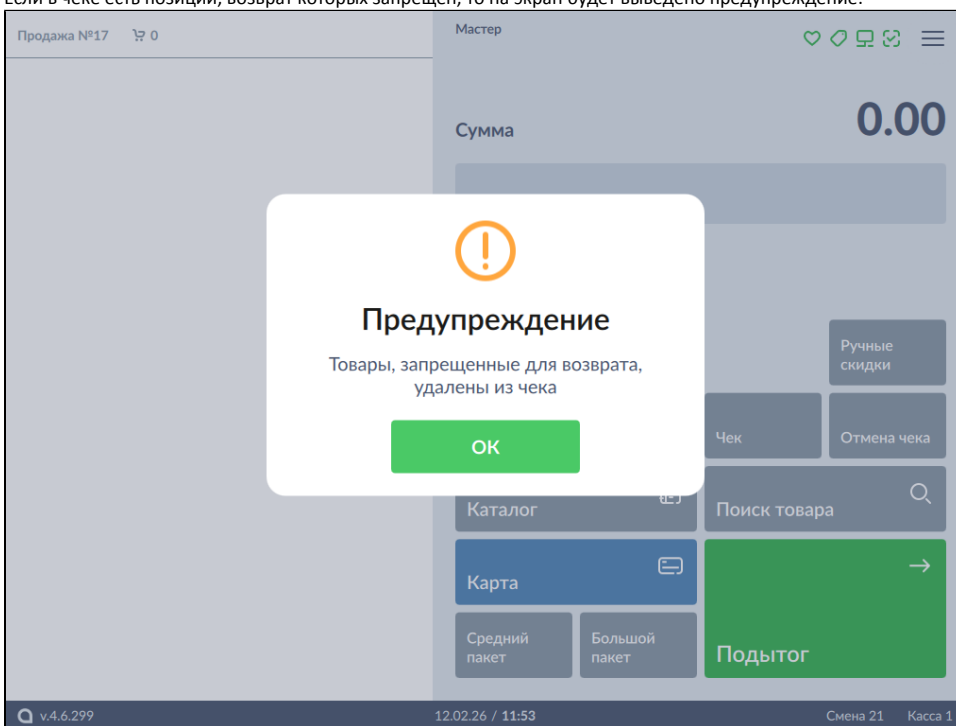 Если в чеке есть позиции, возврат которых запрещен, то на экран будет выведено предупреждение:
Продажа №17 0
Мастер
Сумма
0.00
Предупреждение
Товары, запрещенные для возврата,
удалены из чека
ОК
Ручные
скидки
Чек
Отмена чека
Каталог
Поиск товара
Карта
Средний
пакет
Большой
пакет
Подытог
v.4.6.299
12.02.26 / 11:53
Смена 21
Касса 1